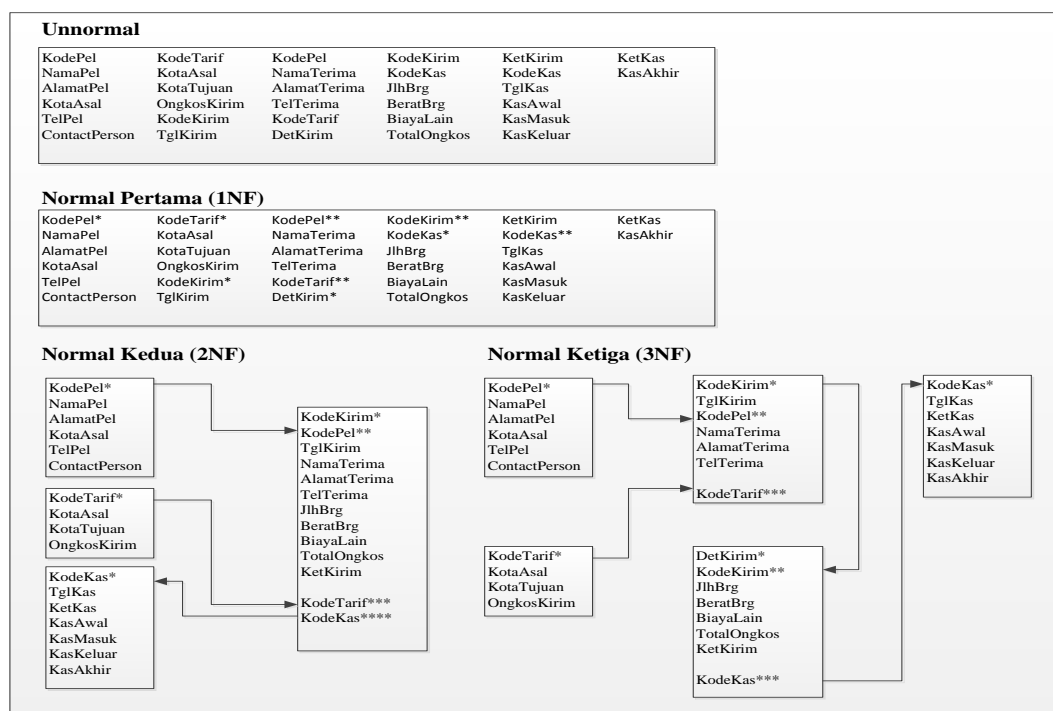 Unnormal
KodePel KodeTarif KodePel KodeKirim KetKirim KetKas
NamaPel KotaAsal NamaTerima KodeKas KodeKas KasAkhir
AlamatPel KotaTujuan AlamatTerima JlhBrg TglKas
KotaAsal OngkosKirim TelTerima BeratBrg KasAwal
TelPel KodeKirim KodeTarif BiayaLain KasMasuk
ContactPerson TglKirim DetKirim TotalOngkos KasKeluar
Normal Pertama (1NF)
KodePel* KodeTarif* KodePel** KodeKirim** KetKirim KetKas
NamaPel KotaAsal NamaTerima KodeKas* KodeKas** KasAkhir
AlamatPel KotaTujuan AlamatTerima JlhBrg TglKas
KotaAsal OngkosKirim TelTerima BeratBrg KasAwal
TelPel KodeKirim* KodeTarif** BiayaLain KasMasuk
ContactPerson TglKirim DetKirim* TotalOngkos KasKeluar
Normal Kedua (2NF)
KodePel*
NamaPel
AlamatPel
KotaAsal
TelPel
ContactPerson
KodeTarif*
KotaAsal
KotaTujuan
OngkosKirim
KodeKas*
TglKas
KetKas
KasAwal
KasMasuk
KasKeluar
KasAkhir
KodeKirim*
KodePel**
TglKirim
NamaTerima
AlamatTerima
TelTerima
JlhBrg
BeratBrg
BiayaLain
TotalOngkos
KetKirim
KodeTarif***
KodeKas****
Normal Ketiga (3NF)
KodePel*
NamaPel
AlamatPel
KotaAsal
TelPel
ContactPerson
KodeTarif*
KotaAsal
KotaTujuan
OngkosKirim
KodeKirim*
TglKirim
KodePel**
NamaTerima
AlamatTerima
TelTerima
KodeTarif***
DetKirim*
KodeKirim**
JlhBrg
BeratBrg
BiayaLain
TotalOngkos
KetKirim
KodeKas***
KodeKas*
TglKas
KetKas
KasAwal
KasMasuk
KasKeluar
KasAkhir